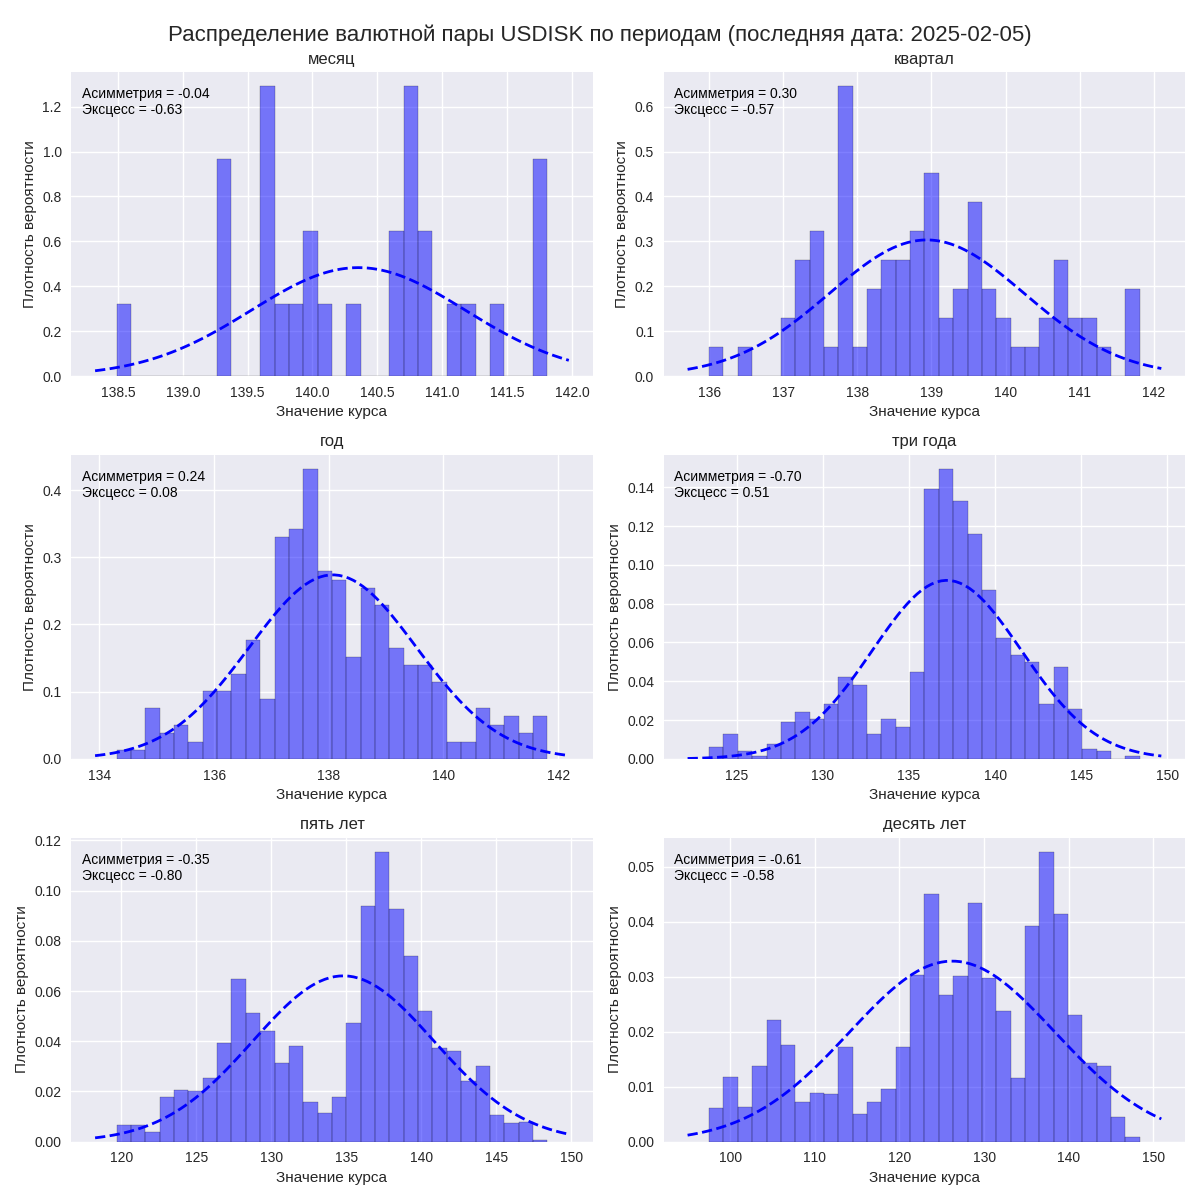 Распределение валютной пары USDISK по периодам (последняя дата: 2025-02-05)
месяц
Асимметрия = -0.04
Эксцесс = -0.63
Плотность вероятности
1.2
1.0
0.8
0.6
0.4
0.2
0.0
138.5 139.0 139.5 140.0 140.5 141.0 141.5 142.0
Значение курса
квартал
Асимметрия = 0.30
Эксцесс = -0.57
Плотность вероятности
0.6
0.5
0.4
0.3
0.2
0.1
0.0
136 137 138 139 140 141 142
Значение курса
год
Асимметрия = 0.24
Эксцесс = 0.08
Плотность вероятности
0.4
0.3
0.2
0.1
0.0
134 136 138 140 142
Значение курса
три года
Асимметрия = -0.70
Эксцесс = 0.51
Плотность вероятности
0.14
0.12
0.10
0.08
0.06
0.04
0.02
0.00
125 130 135 140 145 150
Значение курса
пять лет
Асимметрия = -0.35
Эксцесс = -0.80
Плотность вероятности
0.12
0.10
0.08
0.06
0.04
0.02
0.00
120 125 130 135 140 145 150
Значение курса
десять лет
Асимметрия = -0.61
Эксцесс = -0.58
Плотность вероятности
0.05
0.04
0.03
0.02
0.01
0.00
100 110 120 130 140 150
Значение курса